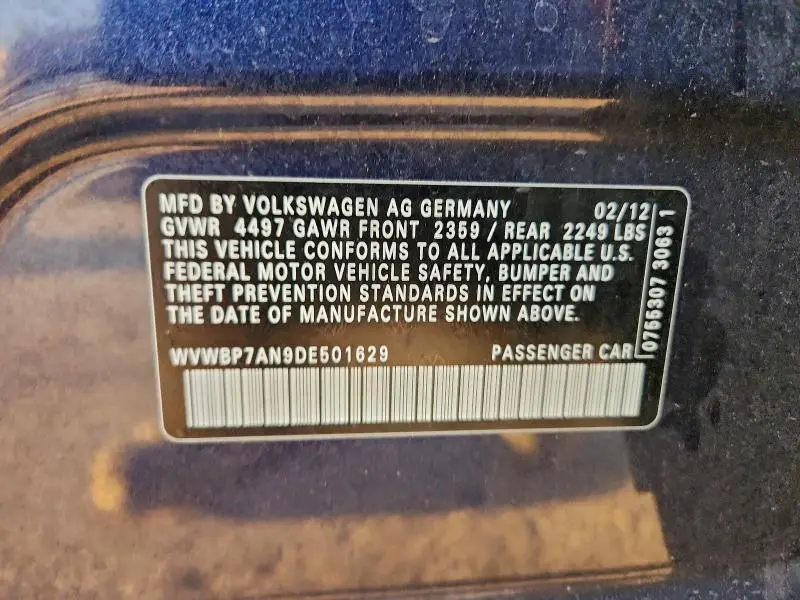 MFD BY VOLKSWAGEN AG GERMANY 02/12
GVWR 4497 GAWR FRONT 2359 / REAR 2249 LBS
THIS VEHICLE CONFORMS TO ALL APPLICABLE U.S.
FEDERAL MOTOR VEHICLE SAFETY, BUMPER AND
THEFT PREVENTION STANDARDS IN EFFECT ON
THE DATE OF MANUFACTURE SHOWN ABOVE.
WVWBP7AN9DE501629 PASSENGER CAR
0755307 3063 1